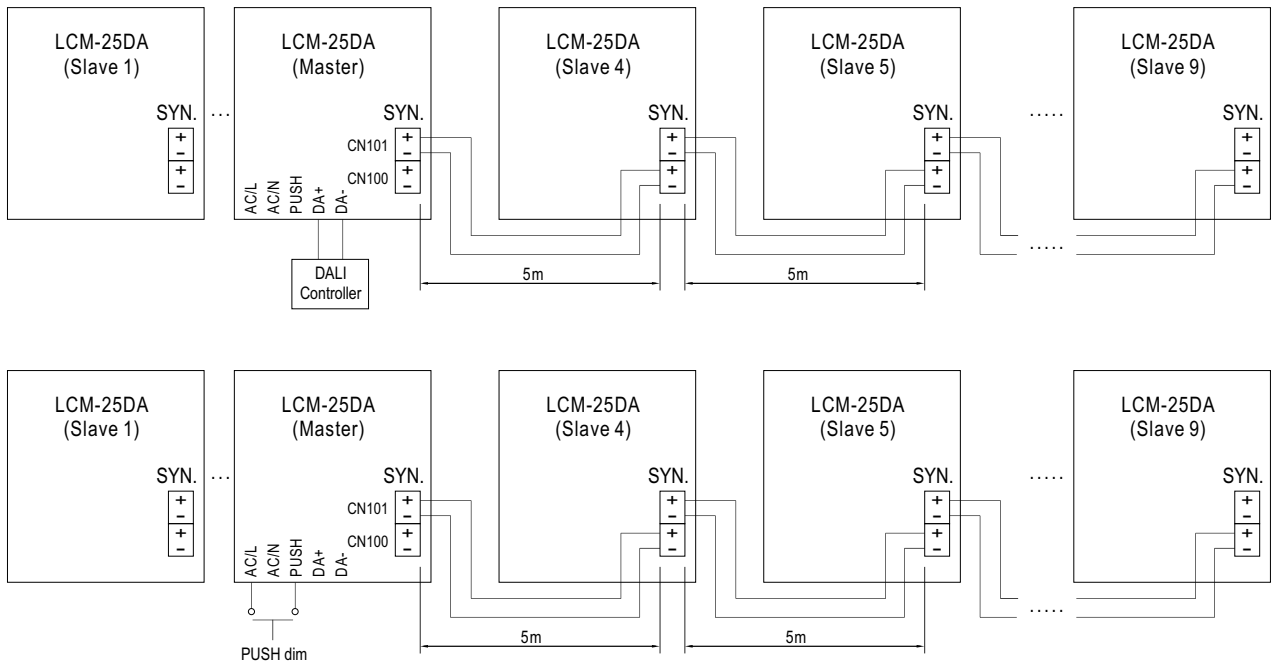 LCM-25DA
(Slave 1)
SYN.
+
-
+
-
. . .
LCM-25DA
(Master)
SYN.
CN101
+
-
CN100
+
-
AC/L
AC/N
PUSH
DA+
DA-
DALI
Controller
LCM-25DA
(Slave 4)
SYN.
+
-
+
-
LCM-25DA
(Slave 5)
SYN.
+
-
+
-
. . . . .
. . . . .
LCM-25DA
(Slave 9)
SYN.
+
-
+
-
5m
5m
LCM-25DA
(Slave 1)
SYN.
+
-
+
-
. . .
LCM-25DA
(Master)
SYN.
CN101
+
-
CN100
+
-
AC/L
AC/N
PUSH
DA+
DA-
PUSH dim
LCM-25DA
(Slave 4)
SYN.
+
-
+
-
LCM-25DA
(Slave 5)
SYN.
+
-
+
-
. . . . .
. . . . .
LCM-25DA
(Slave 9)
SYN.
+
-
+
-
5m
5m